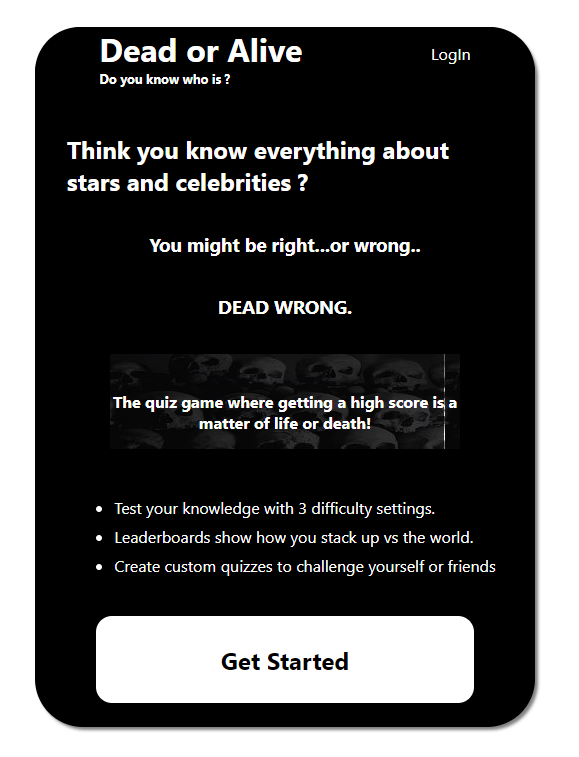 Dead or Alive
LogIn
Do you know who is ?
Think you know everything about
stars and celebrities ?
You might be right...or wrong..
DEAD WRONG.
The quiz game where getting a high score is a
matter of life or death!
Test your knowledge with 3 difficulty settings.
Leaderboards show how you stack up vs the world.
Create custom quizzes to challenge yourself or friends
Get Started